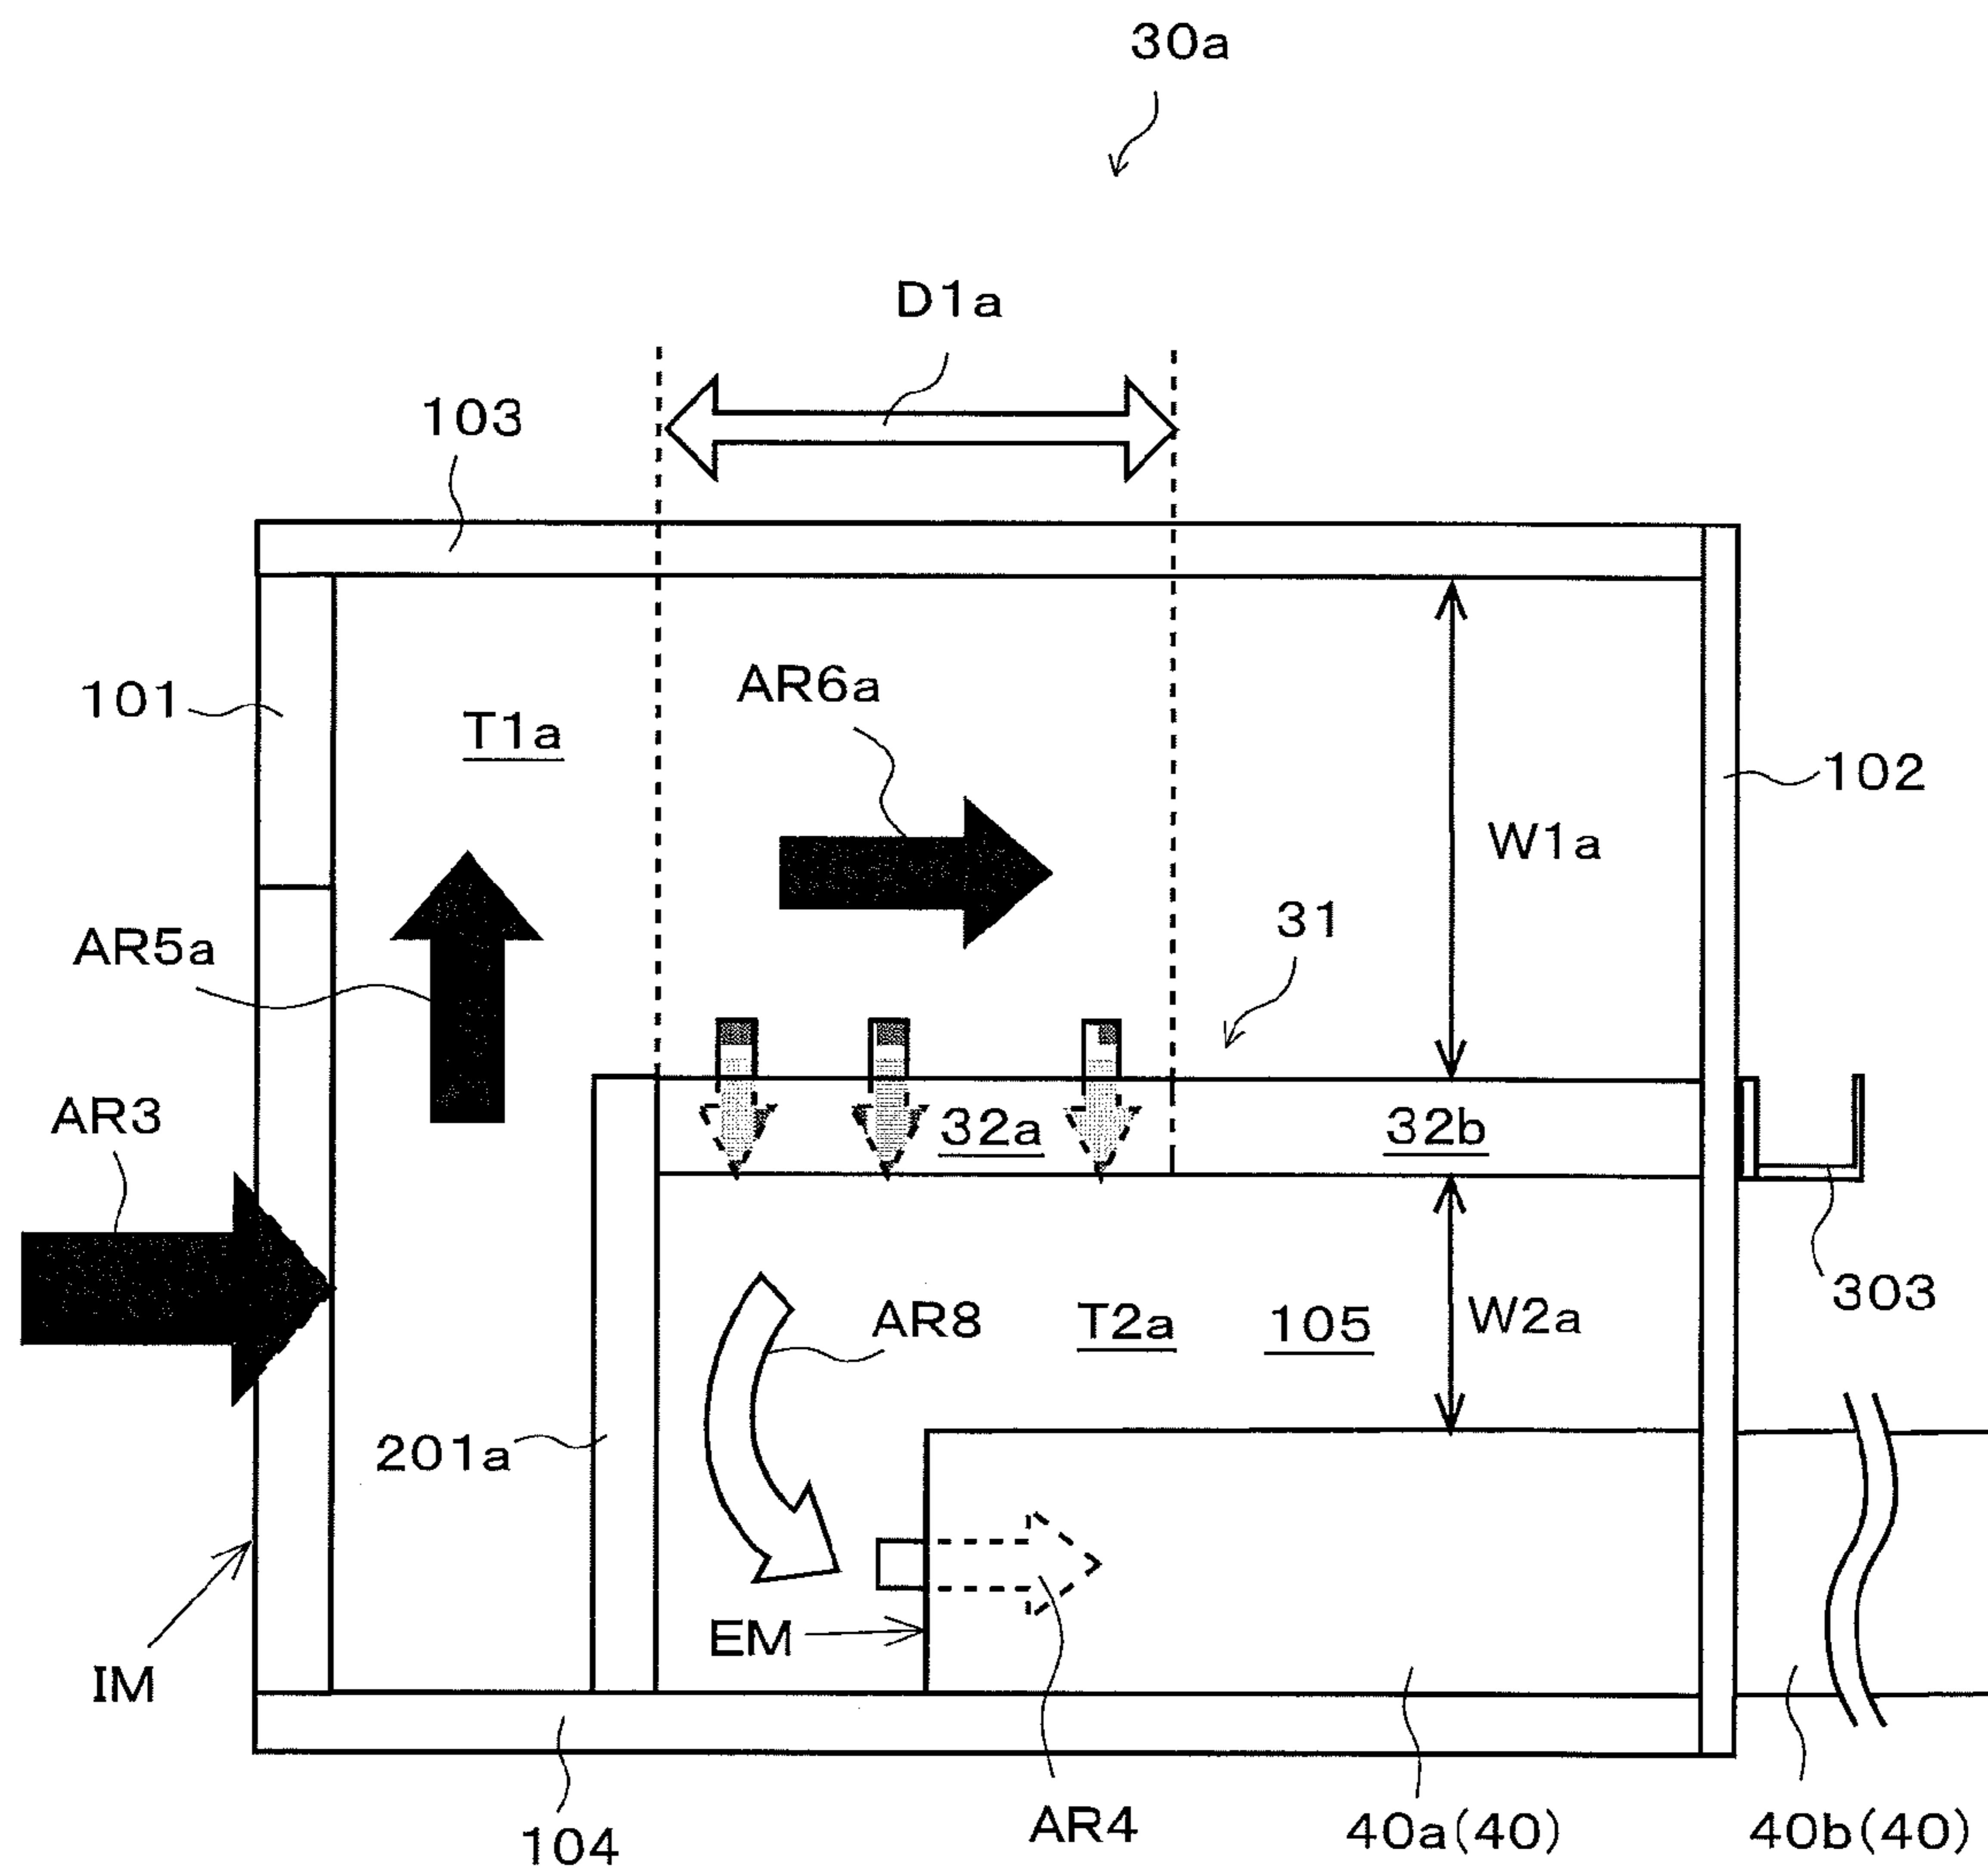 30a
D1a
103
101
T1a
AR6a
102
W1a
31
AR5a
AR3
32a
32b
303
AR8
T2a
105
W2a
201a
EM
IM
104
AR4
40a(40)
40b(40)